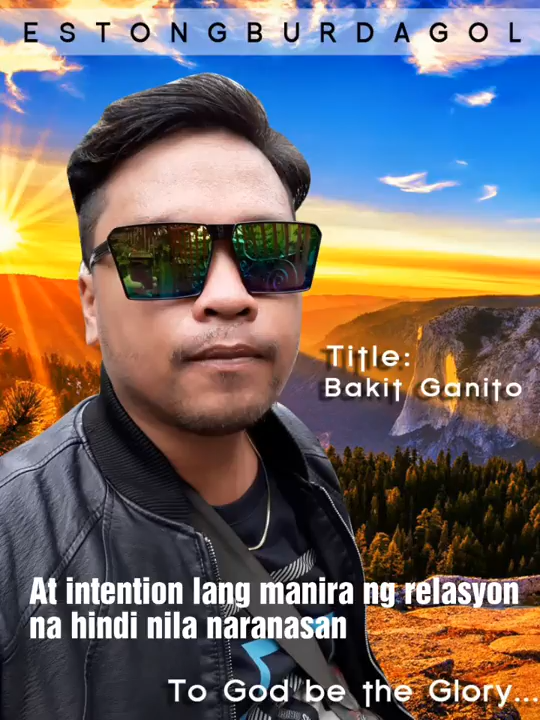 ESTONGBURDAGOL
Title:
Bakit Ganito
At intention lang manira ng relasyon
na hindi nila naranasan
To God be the Glory...